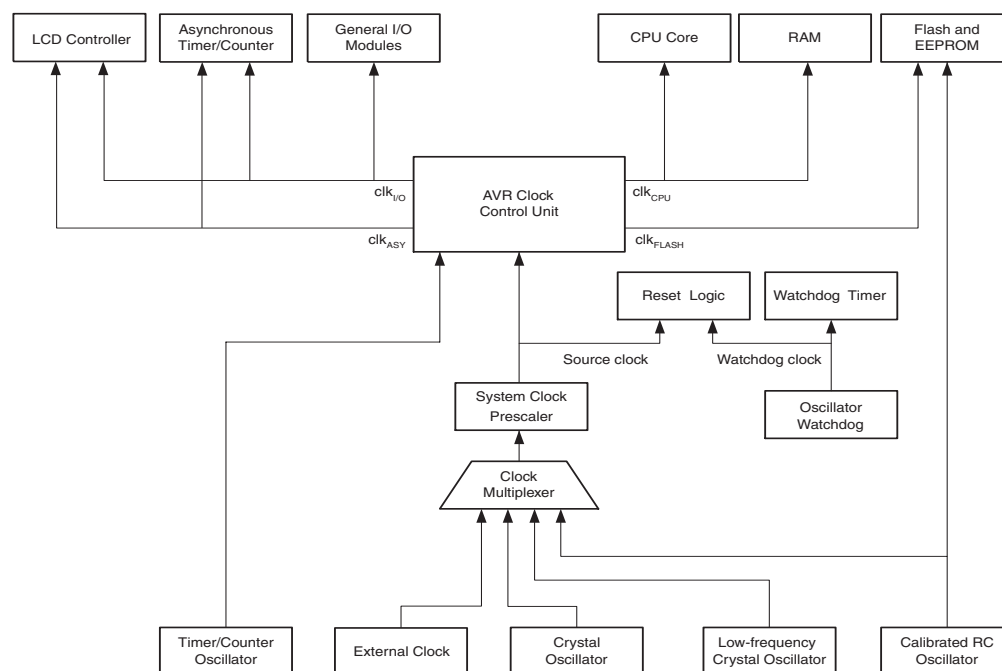 LCD Controller
Asynchronous
Timer/Counter
General I/O
Modules
CPU Core
RAM
Flash and
EEPROM
clkI/O
AVR Clock
Control Unit
clkCPU
clkASY
clkFLASH
Reset Logic
Watchdog Timer
Source clock
Watchdog clock
System Clock
Prescaler
Oscillator
Watchdog
Clock
Multiplexer
Timer/Counter
Oscillator
External Clock
Crystal
Oscillator
Low-frequency
Crystal Oscillator
Calibrated RC
Oscillator